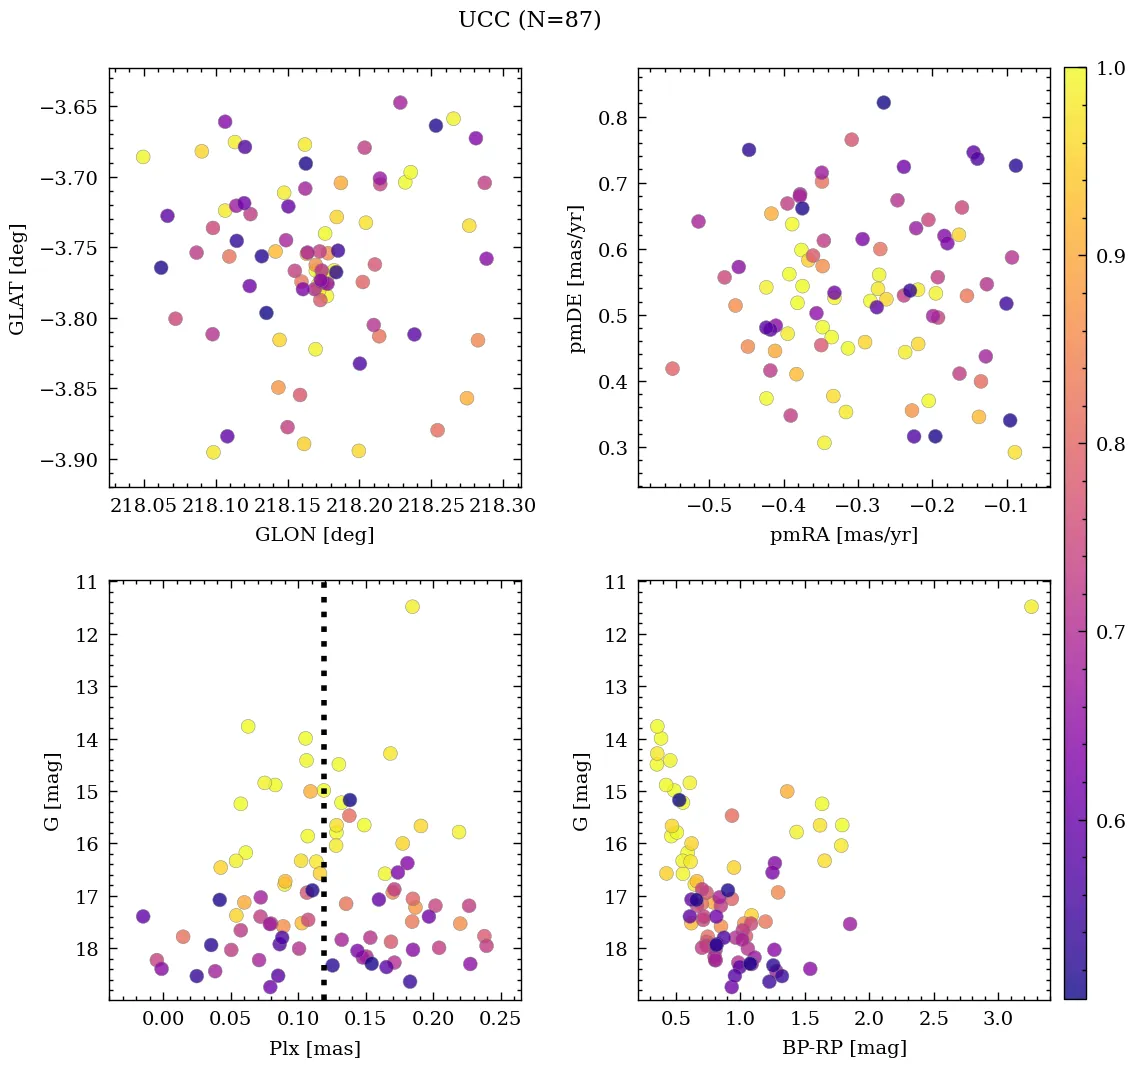 UCC (N=87)
−3.65
−3.70
−3.75
−3.80
−3.85
−3.90
GLAT [deg]
218.05 218.10 218.15 218.20 218.25 218.30
GLON [deg]
0.8
0.7
0.6
0.5
0.4
0.3
pmDE [mas/yr]
−0.5 −0.4 −0.3 −0.2 −0.1
pmRA [mas/yr]
1.0
0.9
0.8
0.7
0.6
11
12
13
14
15
16
17
18
G [mag]
0.00 0.05 0.10 0.15 0.20 0.25
Plx [mas]
11
12
13
14
15
16
17
18
G [mag]
0.5 1.0 1.5 2.0 2.5 3.0
BP-RP [mag]